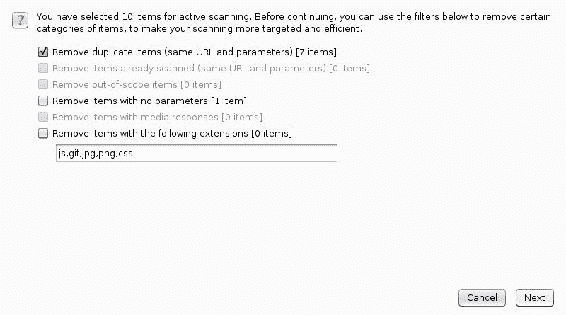 ?
You have selected 10 items for active scanning. Before continuing, you can use the filters below to remove certain
categories of items, to make your scanning more targeted and efficient.
Remove duplicate items (same URL and parameters) [7 items]
Remove items already scanned (same URL and parameters) [0 items]
Remove out-of-scope items [0 items]
Remove items with no parameters [1 item]
Remove items with media responses [0 items]
Remove items with the following extensions [0 items]
js,gif,jpg,png,css
Cancel Next